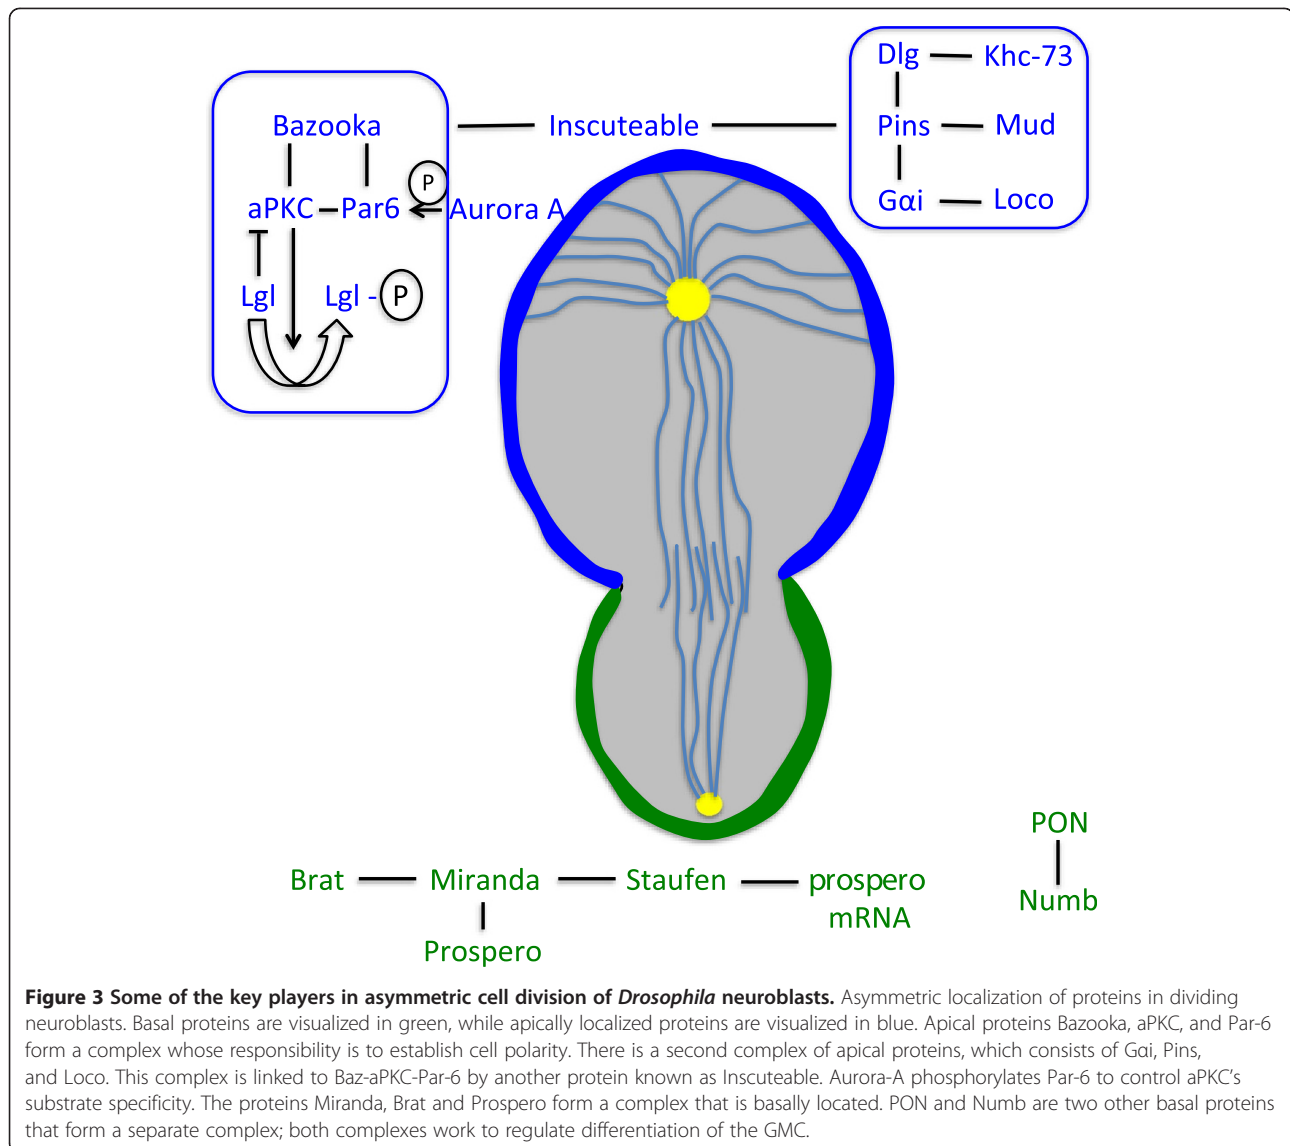 Dlg Khc-73
Bazooka Inscuteable Pins Mud
P
aPKC Par6 Aurora A Gαi Loco
Lgl Lgl - P
PON
Brat Miranda Staufen prospero
mRNA
Numb
Prospero
Figure 3 Some of the key players in asymmetric cell division of Drosophila neuroblasts. Asymmetric localization of proteins in dividing
neuroblasts. Basal proteins are visualized in green, while apically localized proteins are visualized in blue. Apical proteins Bazooka, aPKC, and Par-6
form a complex whose responsibility is to establish cell polarity. There is a second complex of apical proteins, which consists of Gαi, Pins,
and Loco. This complex is linked to Baz-aPKC-Par-6 by another protein known as Inscuteable. Aurora-A phosphorylates Par-6 to control aPKC's
substrate specificity. The proteins Miranda, Brat and Prospero form a complex that is basally located. PON and Numb are two other basal proteins
that form a separate complex; both complexes work to regulate differentiation of the GMC.